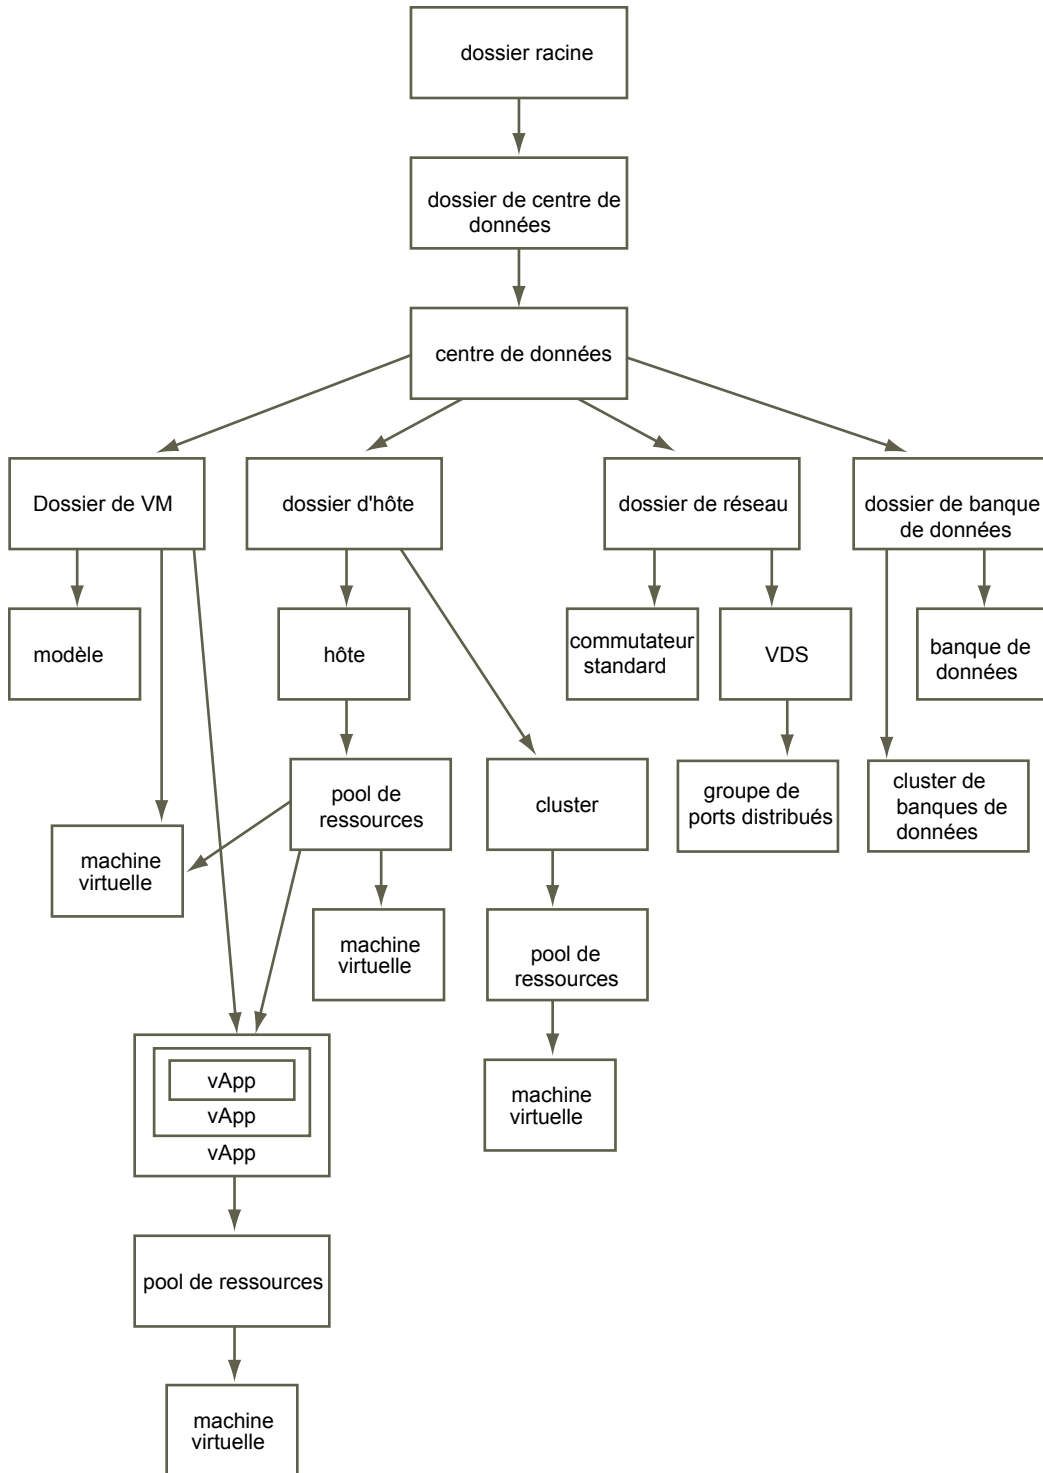 dossier racine
dossier de centre de
données
centre de données
Dossier de VM
dossier d'hôte
dossier de réseau
dossier de banque
de données
modèle
hôte
commutateur
standard
VDS
banque de
données
pool de
ressources
cluster
groupe de
ports distribués
cluster de
banques de
données
machine
virtuelle
machine
virtuelle
pool de
ressources
vApp
vApp
vApp
machine
virtuelle
pool de ressources
machine
virtuelle